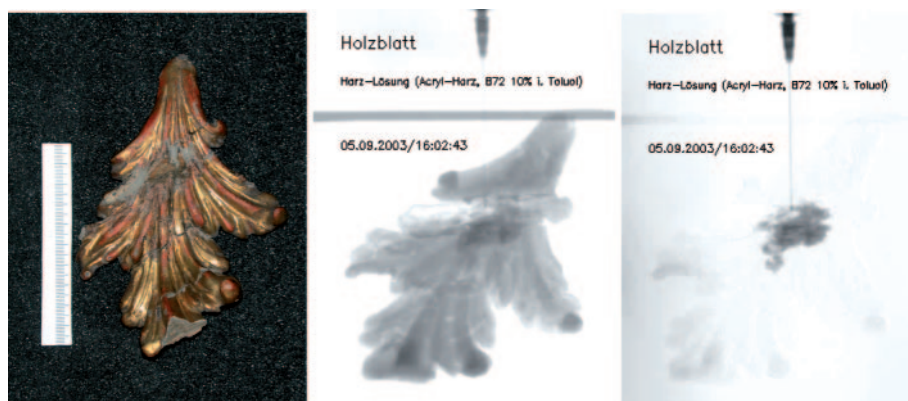 Holzblatt
Harz-Lösung (Acryl-Harz, B72 10% i. Toluol)
05.09.2003/16:02:43
Holzblatt
Harz-Lösung (Acryl-Harz, B72 10% i. Toluol)
05.09.2003/16:02:43